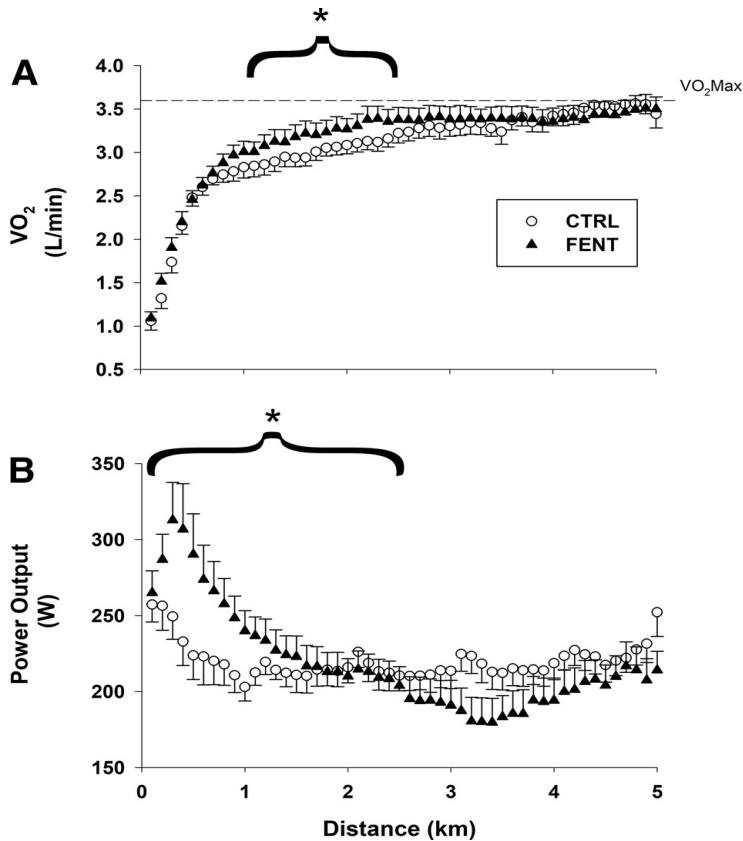 *
A
4.0
3.5
3.0
2.5
2.0
1.5
1.0
0.5
VO₂
(L/min)
VO₂Max
CTRL
FENT
*
B
350
300
250
200
150
Power Output
(W)
0 1 2 3 4 5
Distance (km)